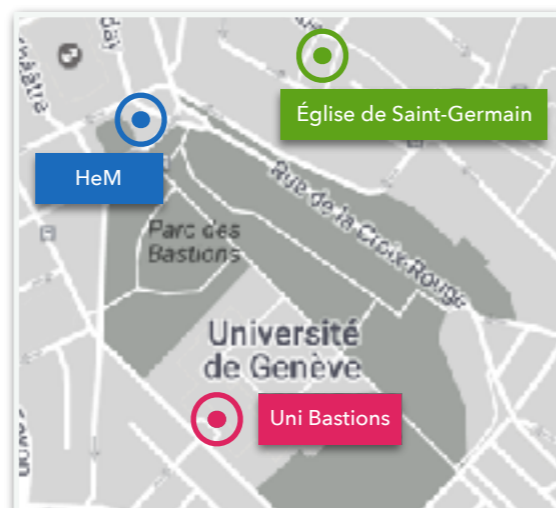 Église de Saint-Germain
HeM
Rue de la Croix-Rouge
Parc des
Bastions
Université
de Genève
Uni Bastions